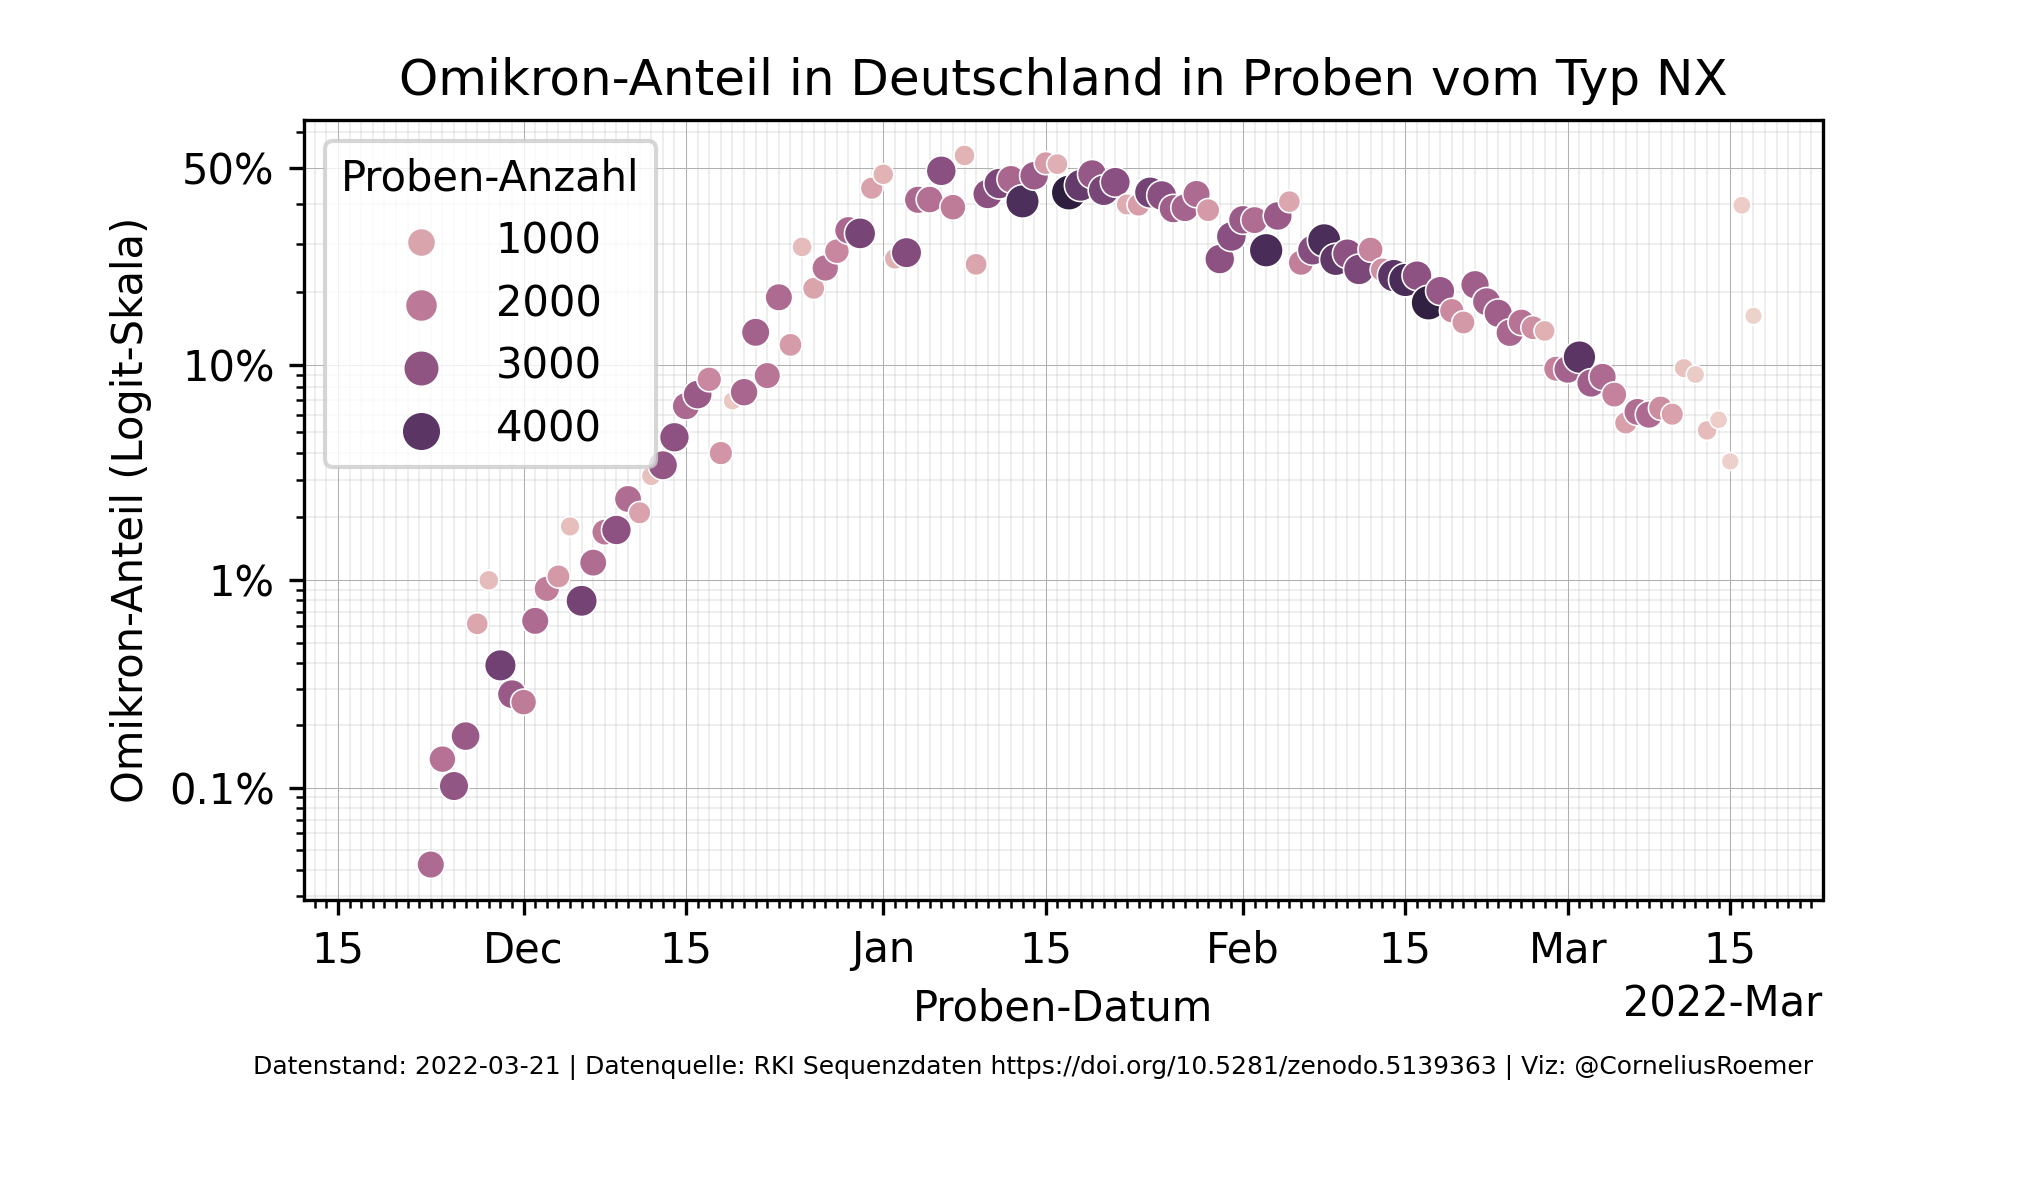 Omikron-Anteil in Deutschland in Proben vom Typ NX
Omikron-Anteil (Logit-Skala)
50%
10%
1%
0.1%
Proben-Anzahl
1000
2000
3000
4000
15 Dec 15 Jan 15 Feb 15 Mar 15
2022-Mar
Proben-Datum
Datenstand: 2022-03-21 | Datenquelle: RKI Sequenzdaten https://doi.org/10.5281/zenodo.5139363 | Viz: @CorneliusRoemer